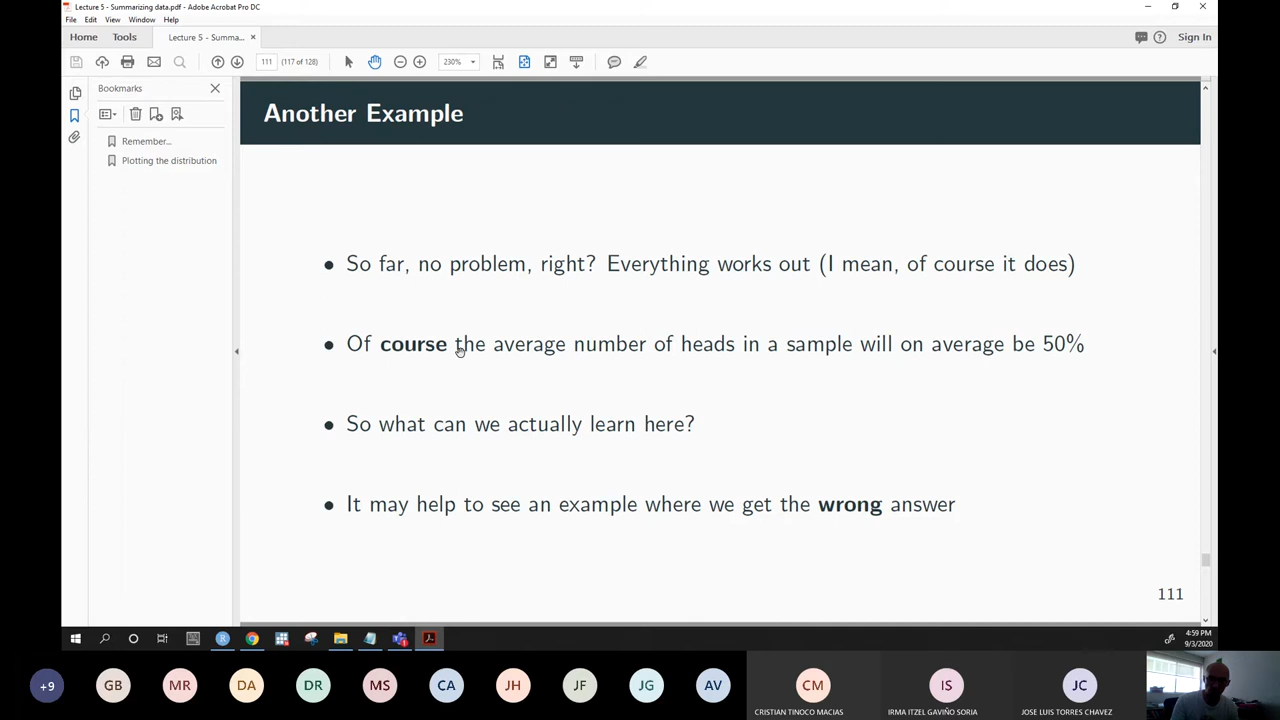 Lecture 5 - Summarizing data.pdf - Adobe Acrobat Pro DC
File Edit View Window Help
Home Tools Lecture 5 - Summa... × Sign In
111 (117 of 128) 230%
Bookmarks
Remember...
Plotting the distribution
Another Example
• So far, no problem, right? Everything works out (I mean, of course it does)
• Of course the average number of heads in a sample will on average be 50%
• So what can we actually learn here?
• It may help to see an example where we get the wrong answer
111
4:59 PM
9/3/2020
+9 GB MR DA DR MS CA JH JF JG AV CM IS JC
CRISTIAN TINOCO MACIAS IRMA ITZEL GAVIÑO SORIA JOSE LUIS TORRES CHAVEZ